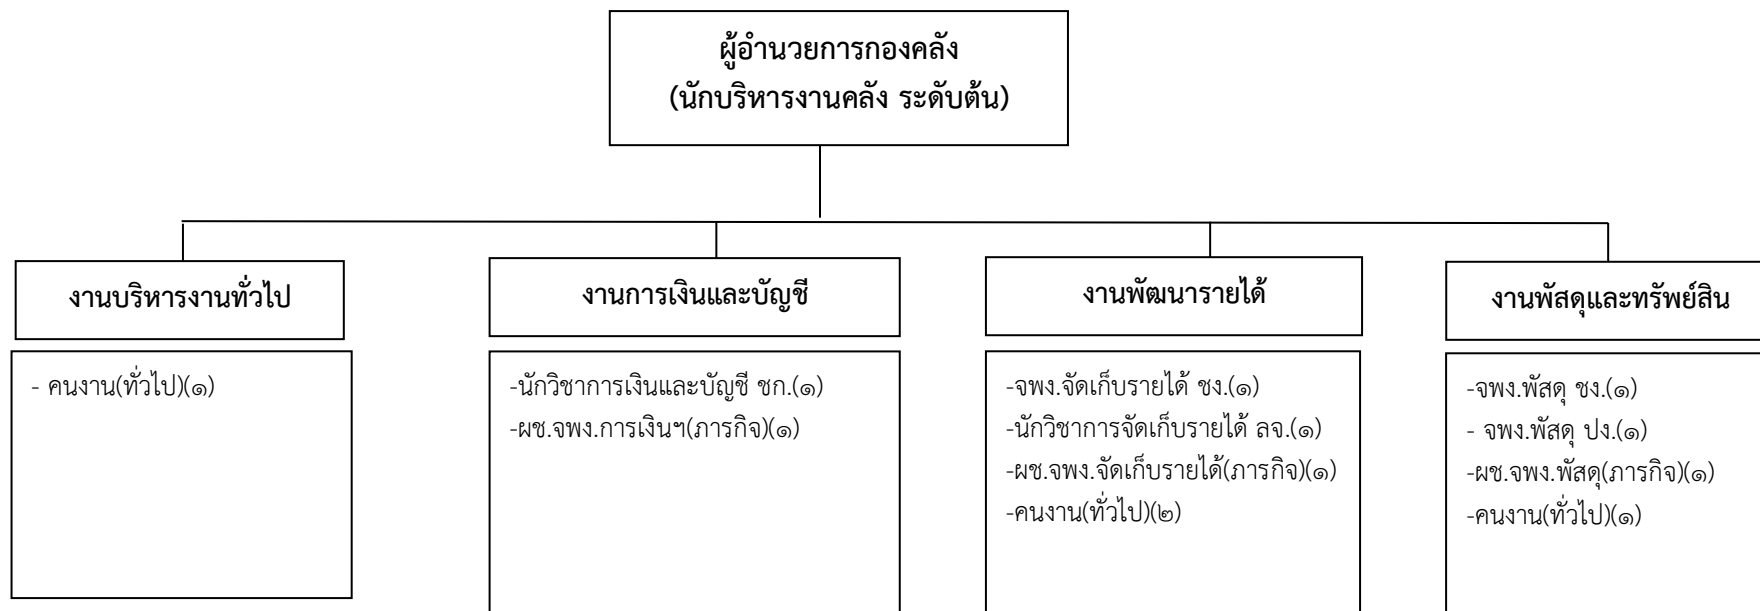 ผู้อำนวยการกองคลัง
(นักบริหารงานคลัง ระดับต้น)
งานบริหารงานทั่วไป
- คนงาน(ทั่วไป)(๑)
งานการเงินและบัญชี
-นักวิชาการเงินและบัญชี ชก.(๑)
-ผช.จพง.การเงินฯ(ภารกิจ)(๑)
งานพัฒนารายได้
-จพง.จัดเก็บรายได้ ชง.(๑)
-นักวิชาการจัดเก็บรายได้ ลจ.(๑)
-ผช.จพง.จัดเก็บรายได้(ภารกิจ)(๑)
-คนงาน(ทั่วไป)(๒)
งานพัสดุและทรัพย์สิน
-จพง.พัสดุ ชง.(๑)
- จพง.พัสดุ ปง.(๑)
-ผช.จพง.พัสดุ(ภารกิจ)(๑)
-คนงาน(ทั่วไป)(๑)